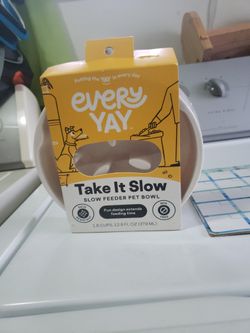 Putting the yay in every day
every
YAY
Take It Slow
SLOW FEEDER PET BOWL
Fun design extends
feeding time
1.6 CUPS, 12.8 FL OZ (379 ML)